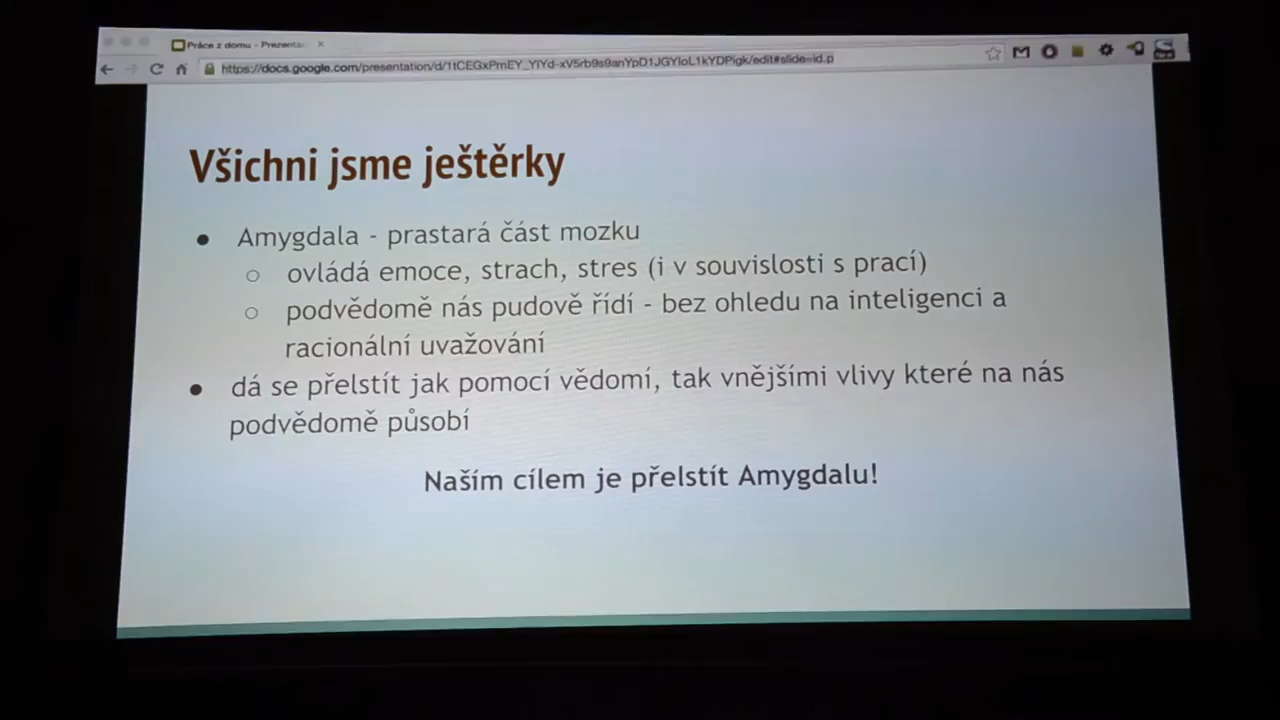 Práce z domu - Prezenta
https://docs.google.com/presentation/d/1tCEGxPmEY_YIYd-xV5rb9s9anYpD1JGYloL1kYDPigk/edit#slide=id.p
Všichni jsme ještěrky
● Amygdala - prastará část mozku
○ ovládá emoce, strach, stres (i v souvislosti s prací)
○ podvědomě nás pudově řídí - bez ohledu na inteligenci a
racionální uvažování
● dá se přelstít jak pomocí vědomí, tak vnějšími vlivy které na nás
podvědomě působí
Naším cílem je přelstít Amygdalu!